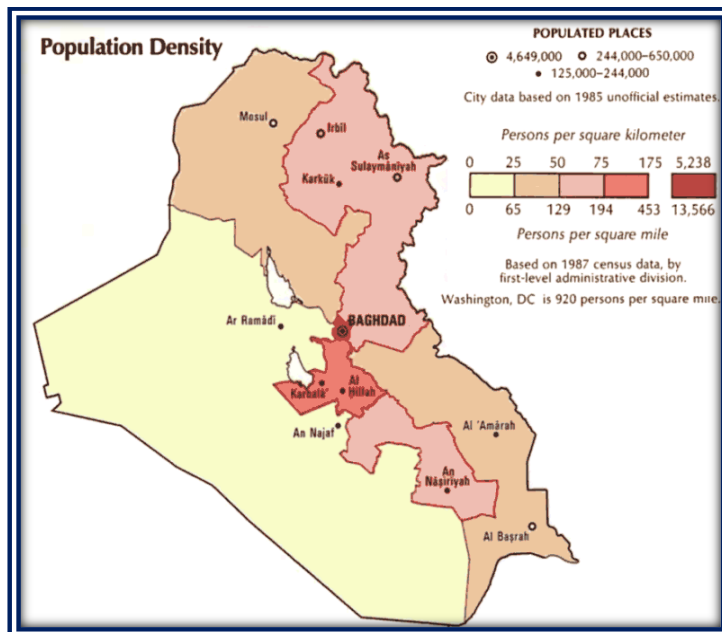 Population Density
POPULATED PLACES
4,649,000 244,000–650,000
125,000–244,000
City data based on 1985 unofficial estimates.
Persons per square kilometer
0 25 50 75 175 5,238
0 65 129 194 453 13,566
Persons per square mile
Based on 1987 census data, by
first-level administrative division.
Washington, DC is 920 persons per square mile.
Mosul
Irbīl
As
Sulaymānīyah
Karkūk
Ar Ramādī
BAGHDAD
Karbalā'
Al
Ḥillah
An Najaf
Al 'Amārah
An
Nāşirīyah
Al Başrah